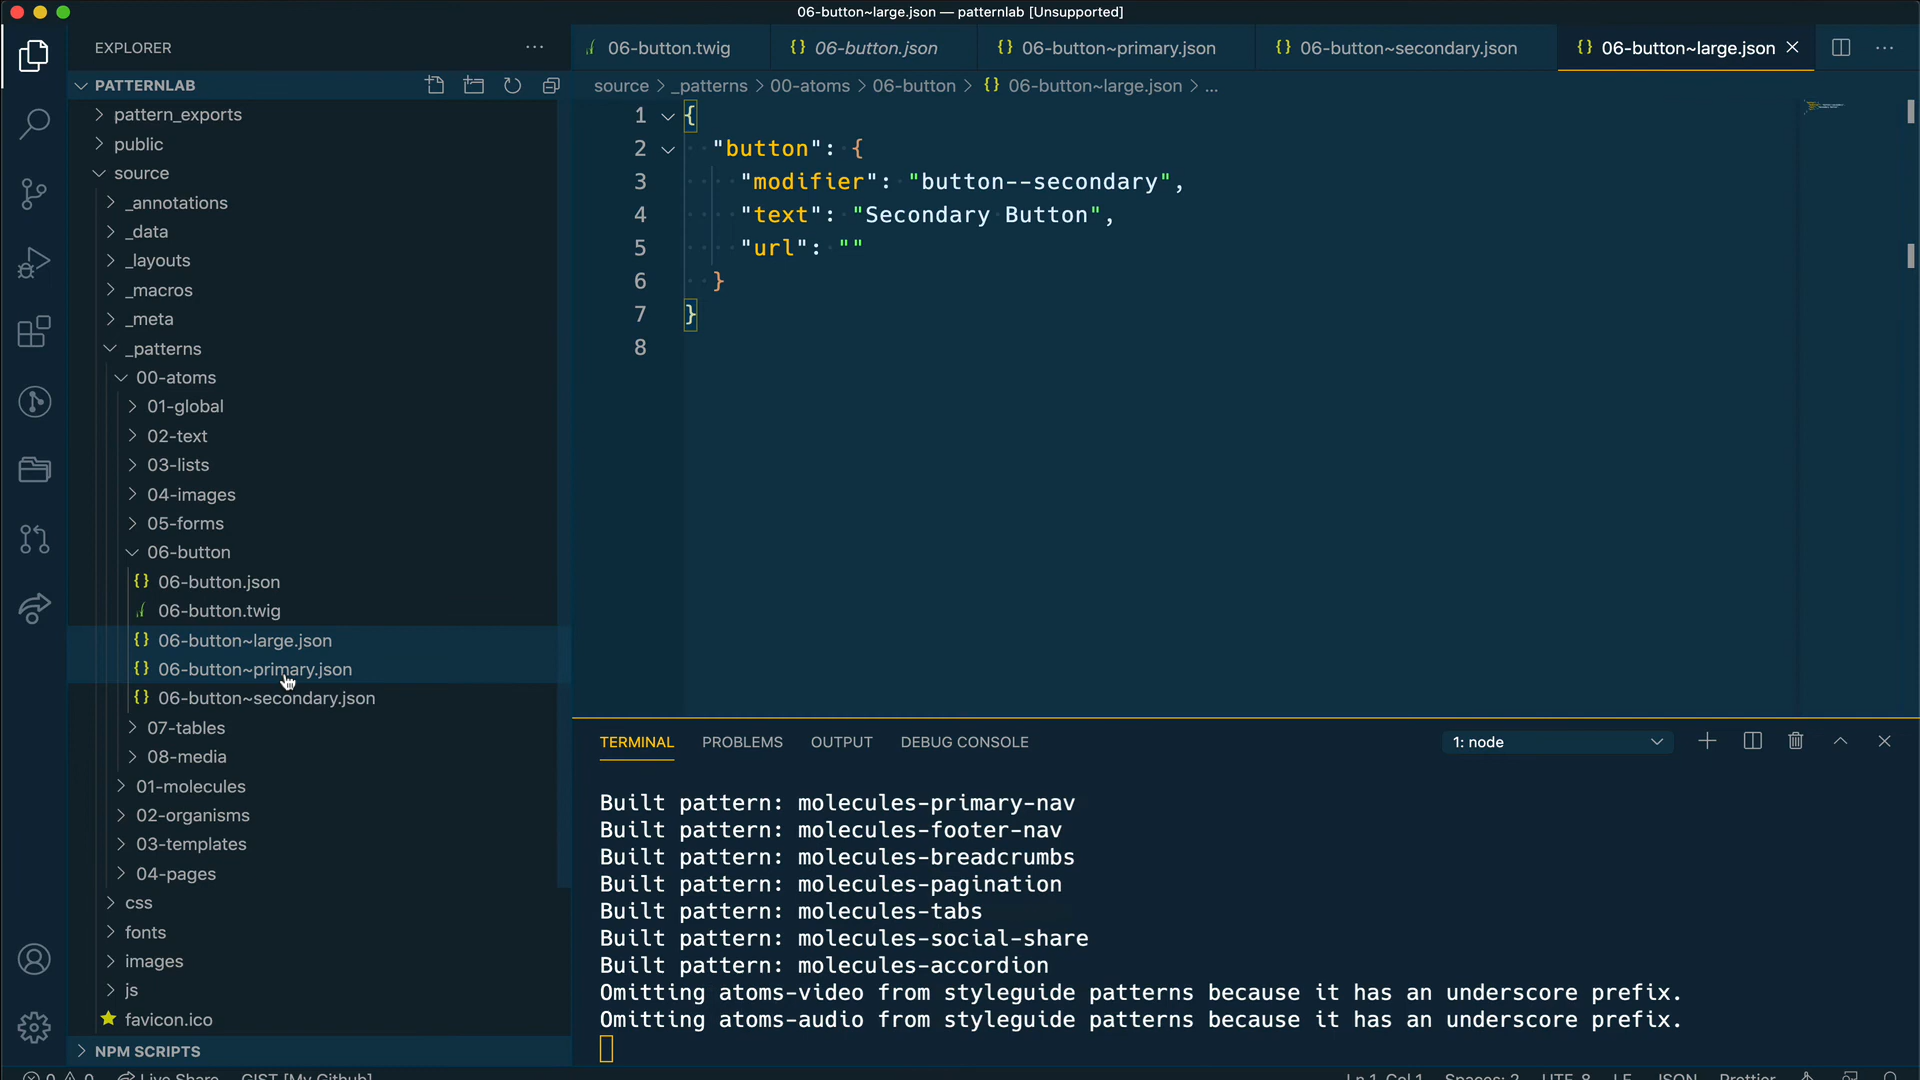 06-button~large.json — patternlab [Unsupported]
EXPLORER
PATTERNLAB
pattern_exports
public
source
_annotations
_data
_layouts
_macros
_meta
_patterns
00-atoms
01-global
02-text
03-lists
04-images
05-forms
06-button
06-button.json
06-button.twig
06-button~large.json
06-button~primary.json
06-button~secondary.json
07-tables
08-media
01-molecules
02-organisms
03-templates
04-pages
css
fonts
images
js
favicon.ico
NPM SCRIPTS
06-button.twig
06-button.json
06-button~primary.json
06-button~secondary.json
06-button~large.json
source > _patterns > 00-atoms > 06-button > {} 06-button~large.json > ...
1 {
2 "button": {
3 "modifier": "button--secondary",
4 "text": "Secondary Button",
5 "url": ""
6 }
7 }
8
TERMINAL PROBLEMS OUTPUT DEBUG CONSOLE
1: node
Built pattern: molecules-primary-nav
Built pattern: molecules-footer-nav
Built pattern: molecules-breadcrumbs
Built pattern: molecules-pagination
Built pattern: molecules-tabs
Built pattern: molecules-social-share
Built pattern: molecules-accordion
Omitting atoms-video from styleguide patterns because it has an underscore prefix.
Omitting atoms-audio from styleguide patterns because it has an underscore prefix.
0 0 Live Share GIST [My Github]
Ln 1, Col 1 Spaces: 2 UTF-8 LF JSON Prettier